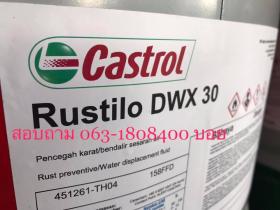 Castrol
Rustilo DWX 30
สอบถาม 063-1808400 บอย
Pencegah karat/bendalir sesaran
Rust preventive/Water displacement fluid
451261-TH04
158FFD